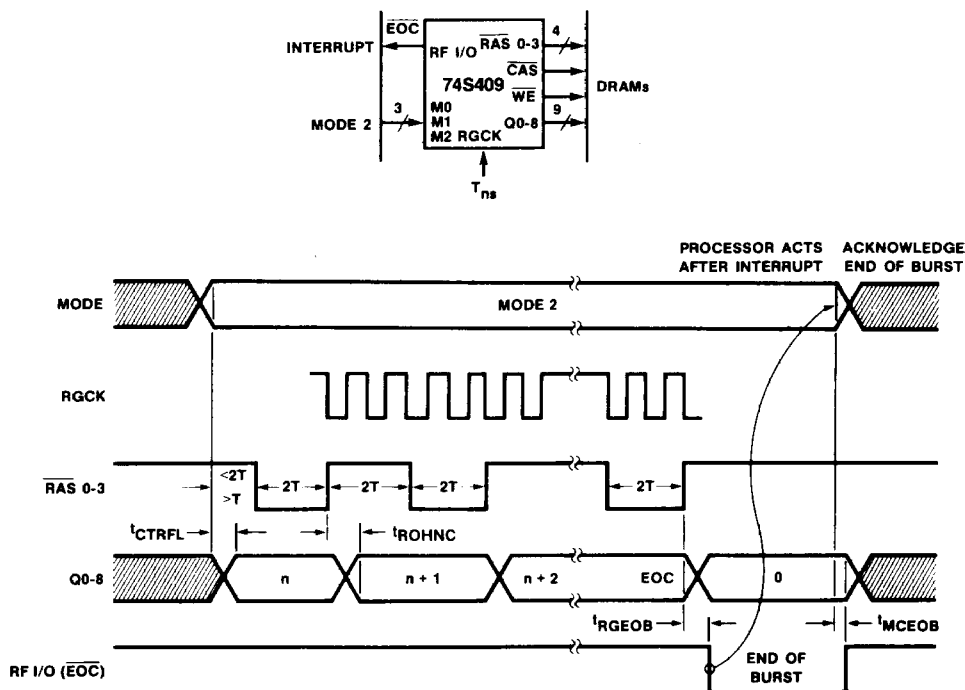 INTERRUPT
EOC
RF I/O
RAS 0-3
4
74S409
CAS
WE
DRAMs
MODE 2
3
M0
M1
M2 RGCK
Q0-8
9
Tns
PROCESSOR ACTS
AFTER INTERRUPT
ACKNOWLEDGE
END OF BURST
MODE
MODE 2
RGCK
RAS 0-3
<2T
>T
2T
2T
2T
2T
tCTRFL
tROHNC
Q0-8
n
n + 1
n + 2
EOC
0
tRGEOB
tMCEOB
RF I/O (EOC)
END OF
BURST